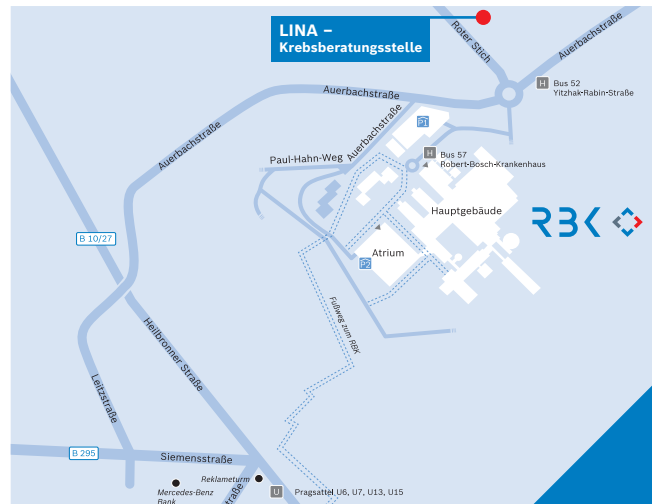 LINA –
Krebsberatungsstelle
Roter Stich
Auerbachstraße
H
Bus 52
Yitzhak-Rabin-Straße
Auerbachstraße
Auerbachstraße
P1
Auerbachstraße
H
Bus 57
Robert-Bosch-Krankenhaus
Paul-Hahn-Weg
Hauptgebäude
RBK
B 10/27
Atrium
P2
Fußweg zum RBK
Heilbronner Straße
Leitzstraße
B 295
Siemensstraße
Reklameturm
Mercedes-Benz
Bank
U
Pragsattel U6, U7, U13, U15